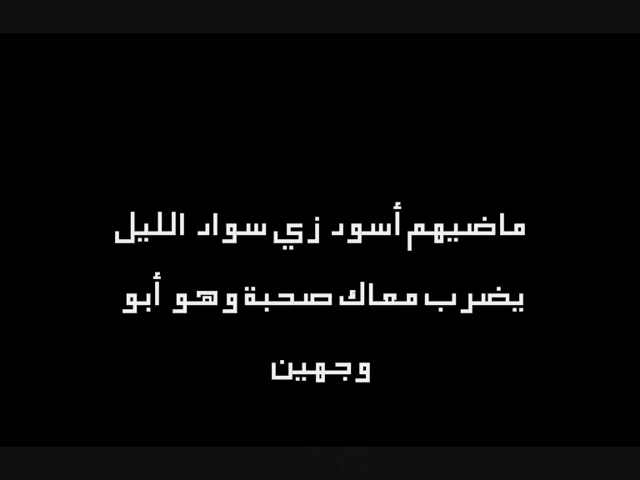 ماضيهم أسود زي سواد الليل
يضرب معاك صحبة وهو أبو
وجهين